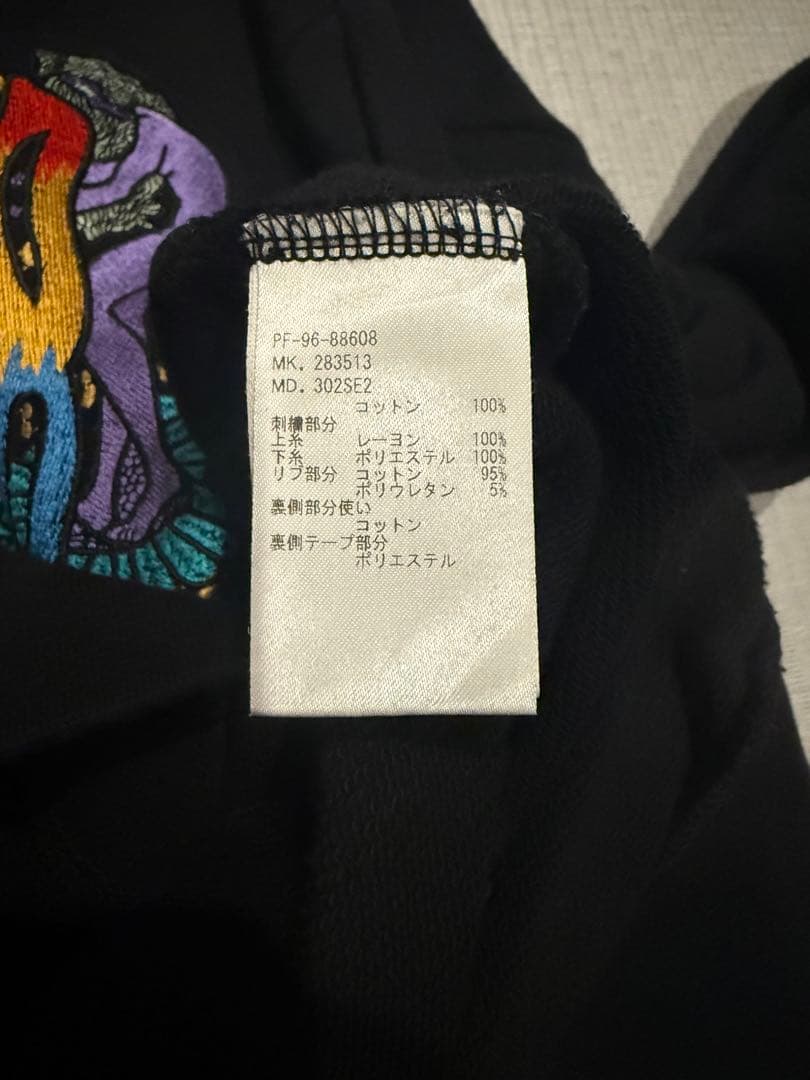 PF-96-88608
MK. 283513
MD. 302SE2
コットン 100%
刺繍部分
上糸 レーヨン 100%
下糸 ポリエステル 100%
リブ部分 コットン 95%
ポリウレタン 5%
裏側部分使い
コットン
裏側テープ部分
ポリエステル